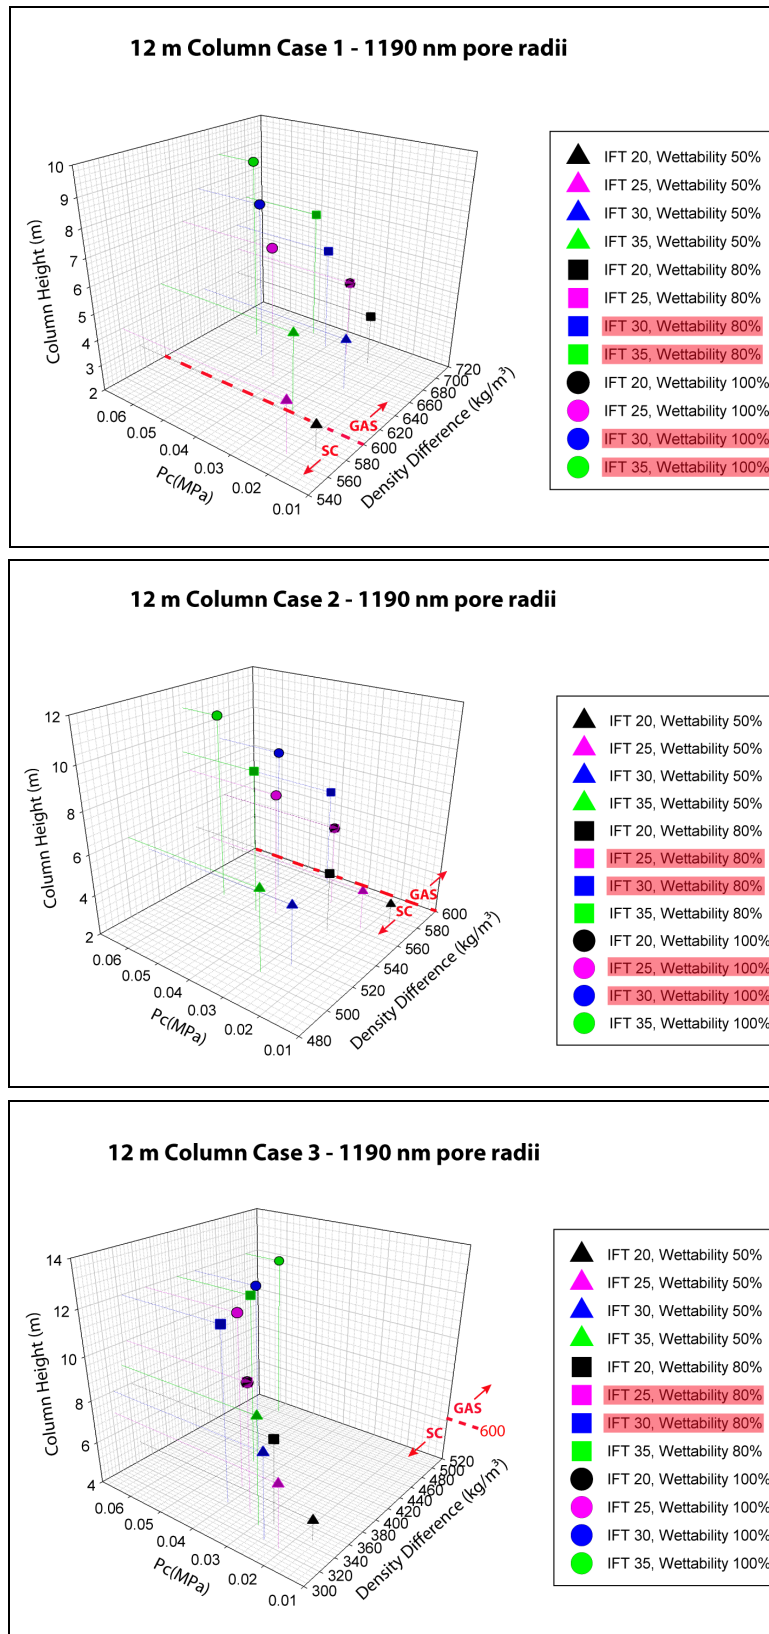 12 m Column Case 1 - 1190 nm pore radii
10
9
8
7
6
5
4
3
2
Column Height (m)
0.06
0.05
0.04
0.03
0.02
0.01
Pc(MPa)
720
700
680
660
640
620
600
580
560
540
Density Difference (kg/m³)
GAS
SC
IFT 20, Wettability 50%
IFT 25, Wettability 50%
IFT 30, Wettability 50%
IFT 35, Wettability 50%
IFT 20, Wettability 80%
IFT 25, Wettability 80%
IFT 30, Wettability 80%
IFT 35, Wettability 80%
IFT 20, Wettability 100%
IFT 25, Wettability 100%
IFT 30, Wettability 100%
IFT 35, Wettability 100%
12 m Column Case 2 - 1190 nm pore radii
12
10
8
6
4
2
Column Height (m)
0.06
0.05
0.04
0.03
0.02
0.01
Pc(MPa)
600
580
560
540
520
500
480
Density Difference (kg/m³)
GAS
SC
IFT 20, Wettability 50%
IFT 25, Wettability 50%
IFT 30, Wettability 50%
IFT 35, Wettability 50%
IFT 20, Wettability 80%
IFT 25, Wettability 80%
IFT 30, Wettability 80%
IFT 35, Wettability 80%
IFT 20, Wettability 100%
IFT 25, Wettability 100%
IFT 30, Wettability 100%
IFT 35, Wettability 100%
12 m Column Case 3 - 1190 nm pore radii
14
12
10
8
6
4
Column Height (m)
0.06
0.05
0.04
0.03
0.02
0.01
Pc(MPa)
520
500
480
460
440
420
400
380
360
340
320
300
Density Difference (kg/m³)
GAS
SC
600
IFT 20, Wettability 50%
IFT 25, Wettability 50%
IFT 30, Wettability 50%
IFT 35, Wettability 50%
IFT 20, Wettability 80%
IFT 25, Wettability 80%
IFT 30, Wettability 80%
IFT 35, Wettability 80%
IFT 20, Wettability 100%
IFT 25, Wettability 100%
IFT 30, Wettability 100%
IFT 35, Wettability 100%